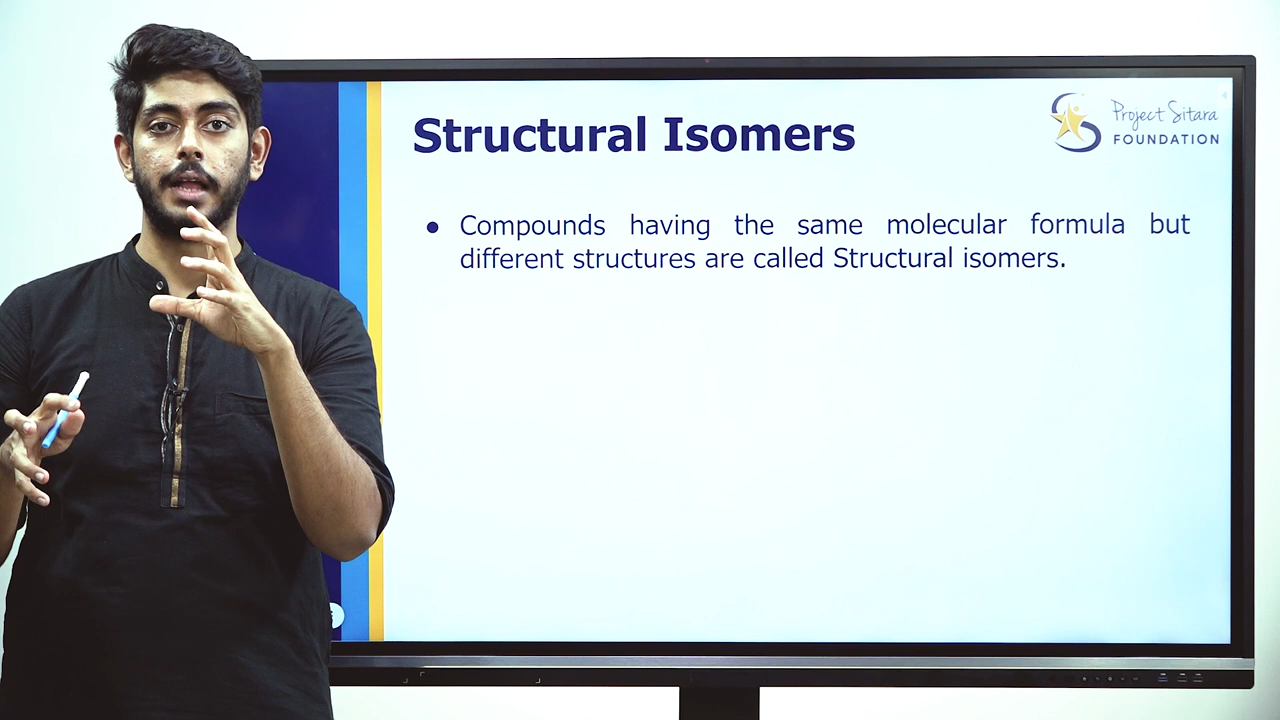 Structural Isomers
Project Sitara
FOUNDATION
● Compounds having the same molecular formula but
different structures are called Structural isomers.